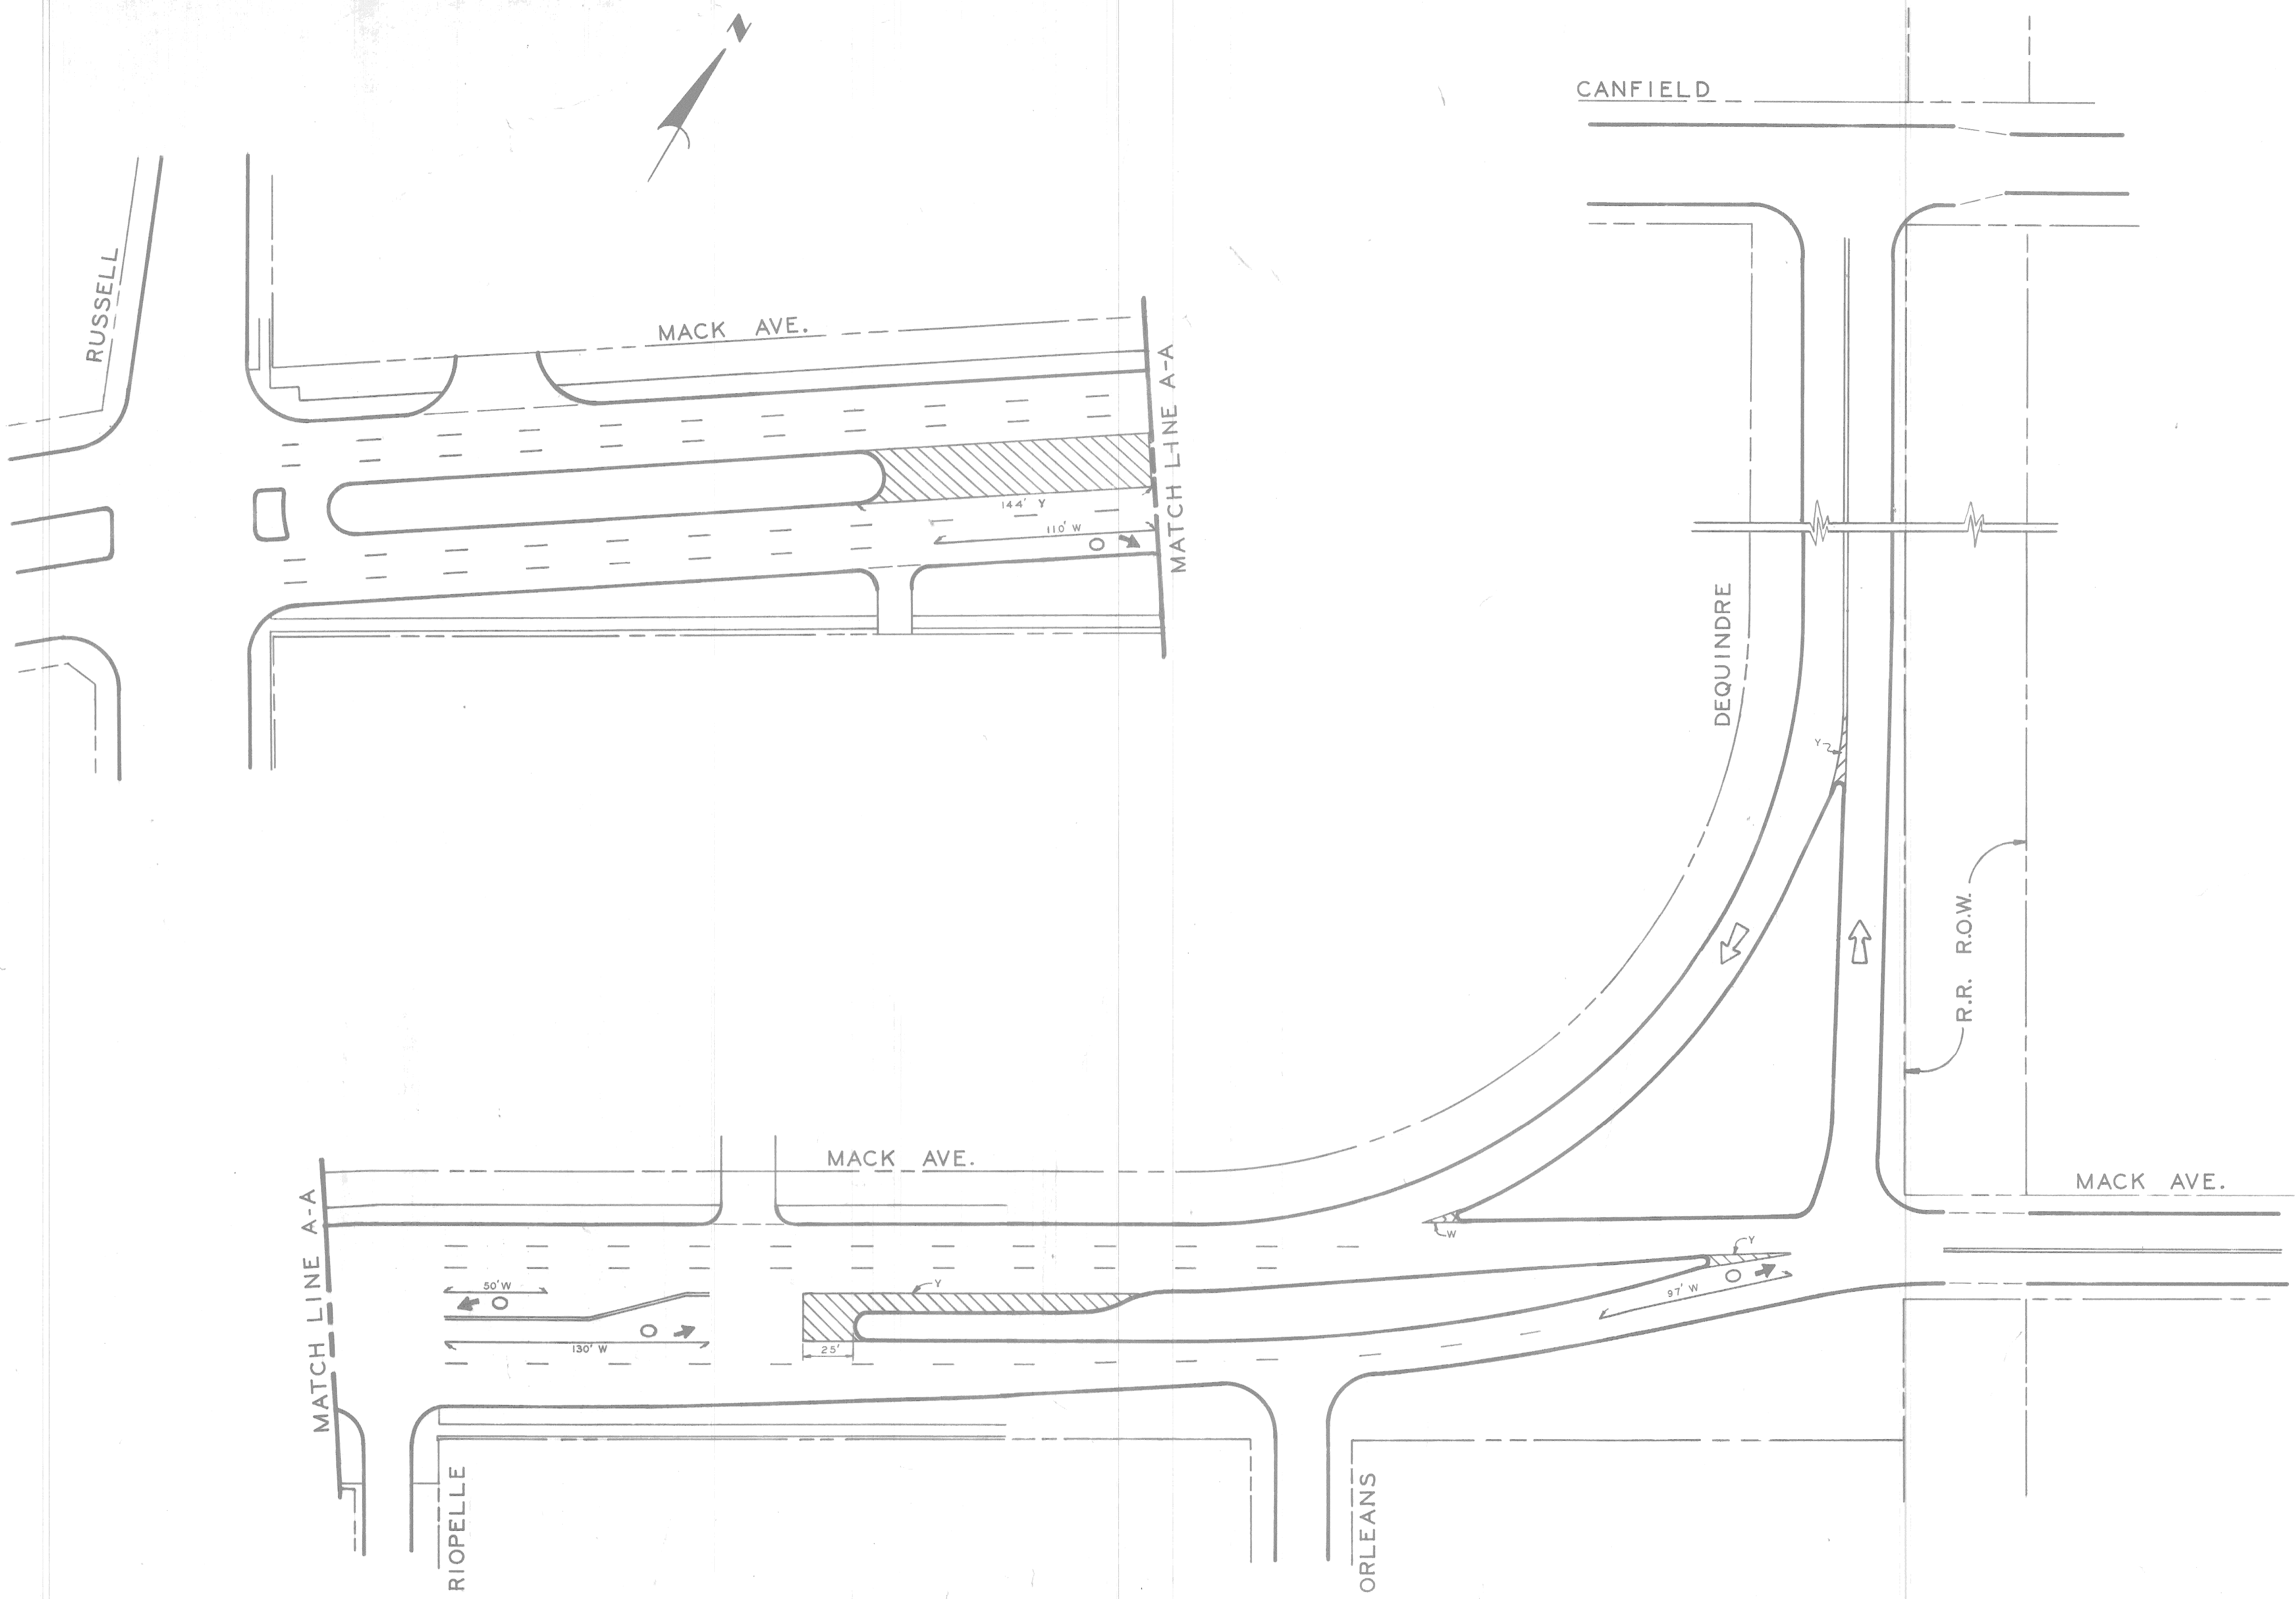 N
CANFIELD
RUSSELL
MACK AVE.
MATCH LINE A-A
144' Y
110' W
O
DEQUINDRE
Y
R.R. R.O.W.
MACK AVE.
MACK AVE.
MATCH LINE A-A
W
Y
50' W
O
Y
O
97' W
O
130' W
25'
RIOPELLE
ORLEANS